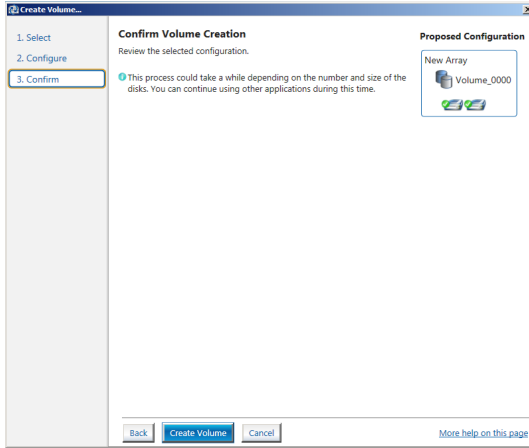 Create Volume...
1. Select
2. Configure
3. Confirm
Confirm Volume Creation
Review the selected configuration.
This process could take a while depending on the number and size of the
disks. You can continue using other applications during this time.
Proposed Configuration
New Array
Volume_0000
Back
Create Volume
Cancel
More help on this page